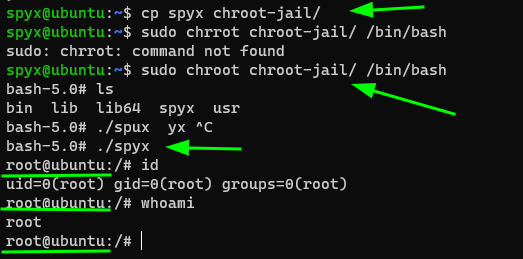 spyx@ubuntu:~$ cp spyx chroot-jail/
spyx@ubuntu:~$ sudo chrrot chroot-jail/ /bin/bash
sudo: chrrot: command not found
spyx@ubuntu:~$ sudo chroot chroot-jail/ /bin/bash
bash-5.0# ls
bin  lib  lib64  spyx  usr
bash-5.0# ./spux  yx ^C
bash-5.0# ./spyx
root@ubuntu:/# id
uid=0(root) gid=0(root) groups=0(root)
root@ubuntu:/# whoami
root
root@ubuntu:/#